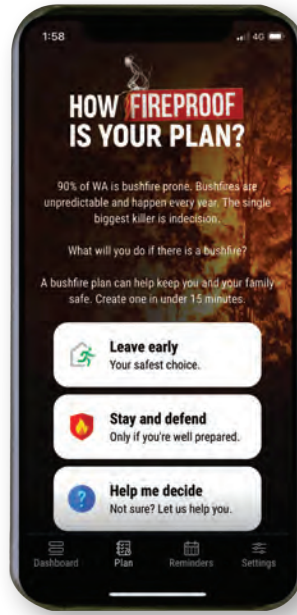 1:58
4G
HOW FIREPROOF
IS YOUR PLAN?
90% of WA is bushfire prone. Bushfires are
unpredictable and happen every year. The single
biggest killer is indecision.
What will you do if there is a bushfire?
A bushfire plan can help keep you and your family
safe. Create one in under 15 minutes.
Leave early
Your safest choice.
Stay and defend
Only if you're well prepared.
Help me decide
Not sure? Let us help you.
Dashboard Plan Reminders Settings